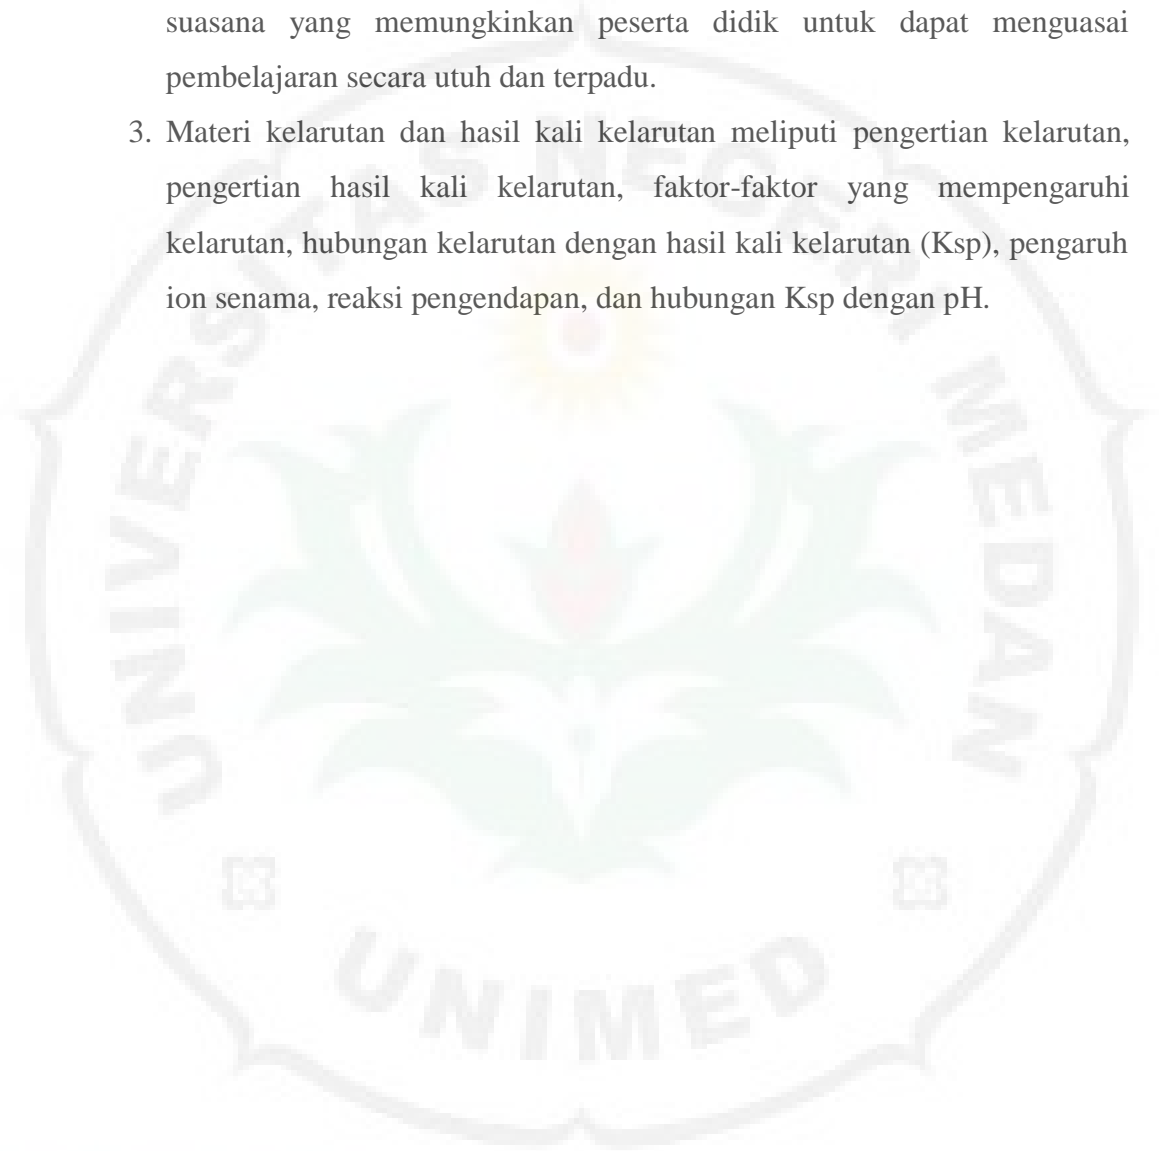 suasana yang memungkinkan peserta didik untuk dapat menguasai
pembelajaran secara utuh dan terpadu.
3. Materi kelarutan dan hasil kali kelarutan meliputi pengertian kelarutan,
pengertian hasil kali kelarutan, faktor-faktor yang mempengaruhi
kelarutan, hubungan kelarutan dengan hasil kali kelarutan (Ksp), pengaruh
ion senama, reaksi pengendapan, dan hubungan Ksp dengan pH.
UNIVERSITAS NEGERI MEDAN
UNIMED